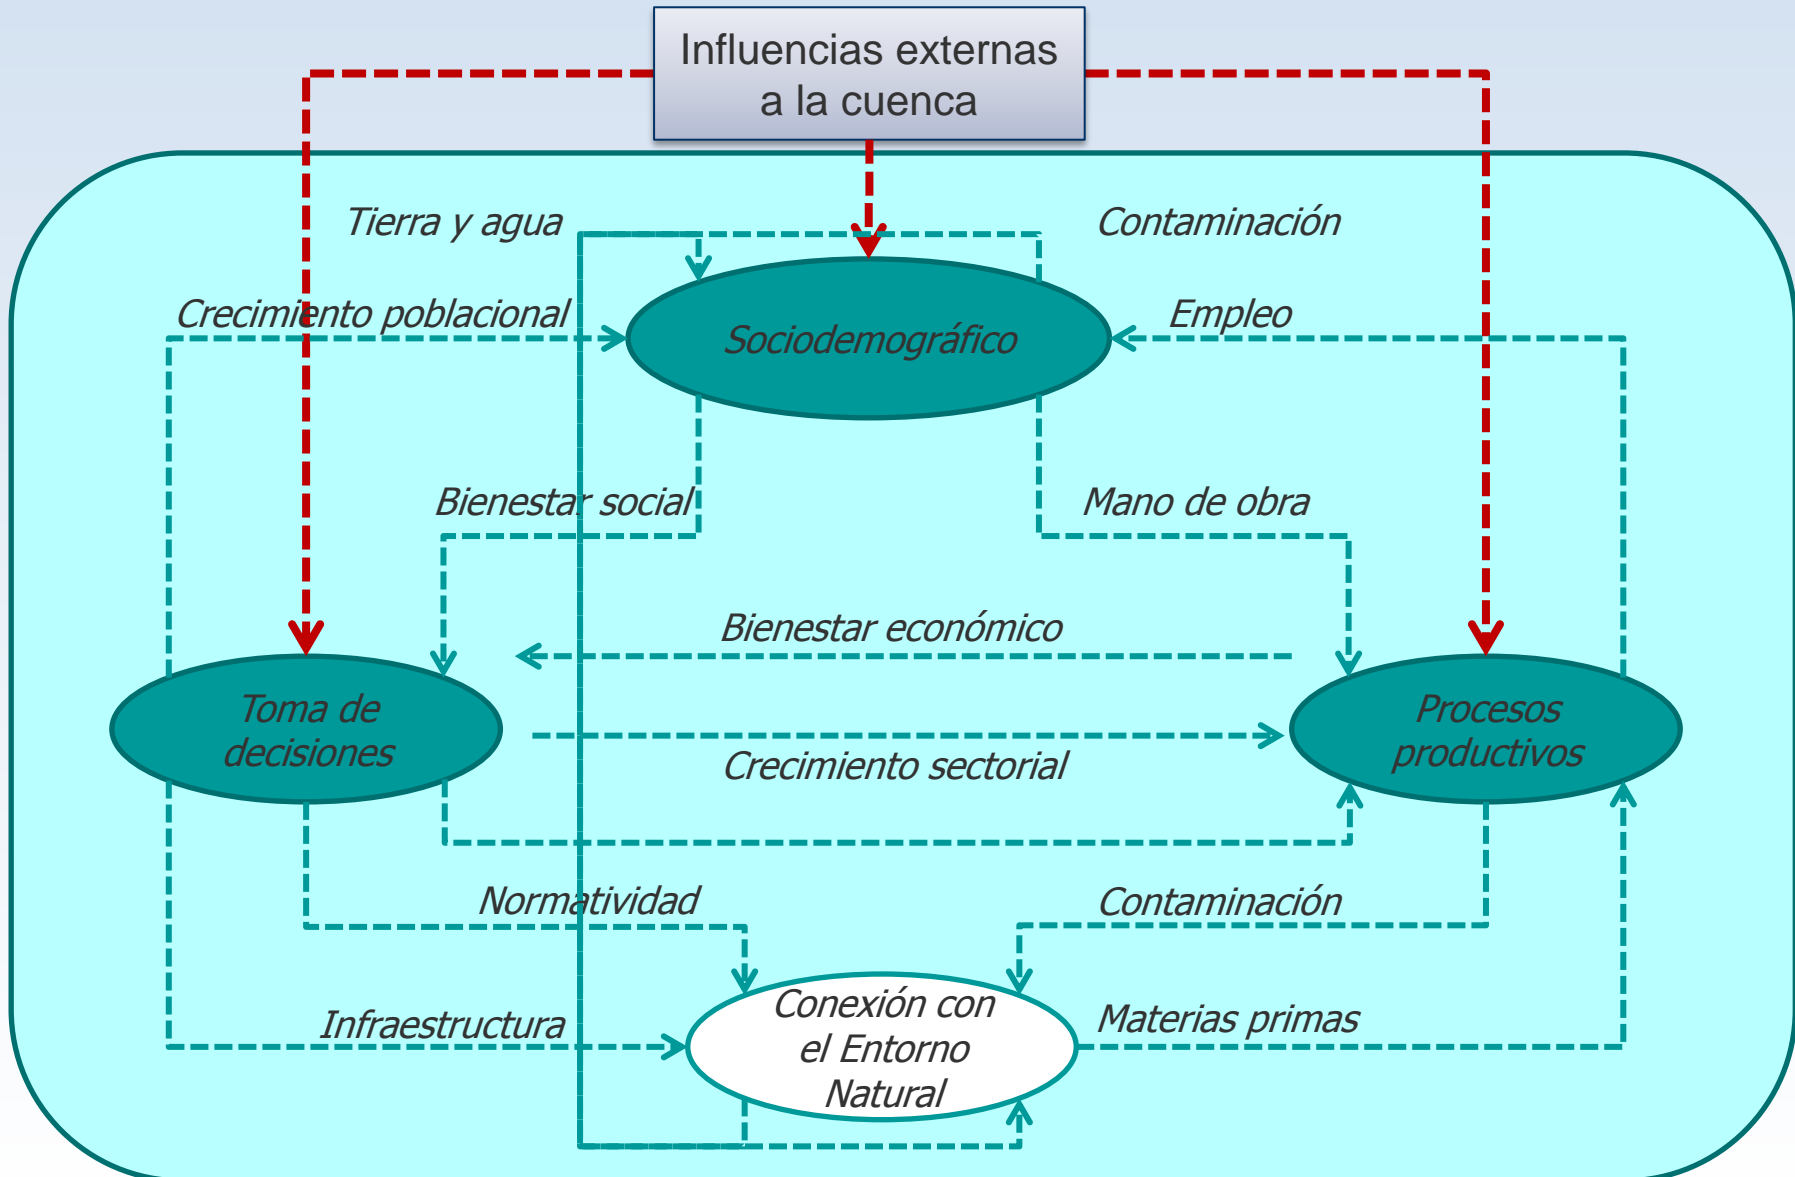 Influencias externas
a la cuenca
Tierra y agua
Contaminación
Crecimiento poblacional
Sociodemográfico
Empleo
Bienestar social
Mano de obra
Bienestar económico
Toma de
decisiones
Procesos
productivos
Crecimiento sectorial
Normatividad
Contaminación
Infraestructura
Conexión con
el Entorno
Natural
Materias primas